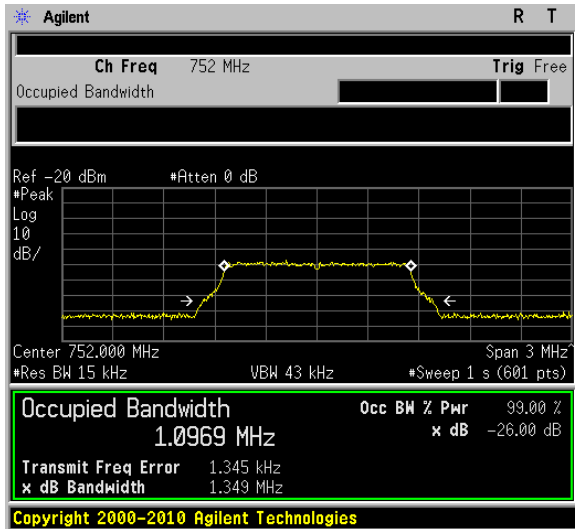 Agilent R T
Ch Freq 752 MHz Trig Free
Occupied Bandwidth
Ref -20 dBm #Atten 0 dB
#Peak
Log
10
dB/
Center 752.000 MHz Span 3 MHz^
#Res BW 15 kHz VBW 43 kHz #Sweep 1 s (601 pts)
Occupied Bandwidth Occ BW % Pwr 99.00 %
1.0969 MHz x dB -26.00 dB
Transmit Freq Error 1.345 kHz
x dB Bandwidth 1.349 MHz
Copyright 2000-2010 Agilent Technologies